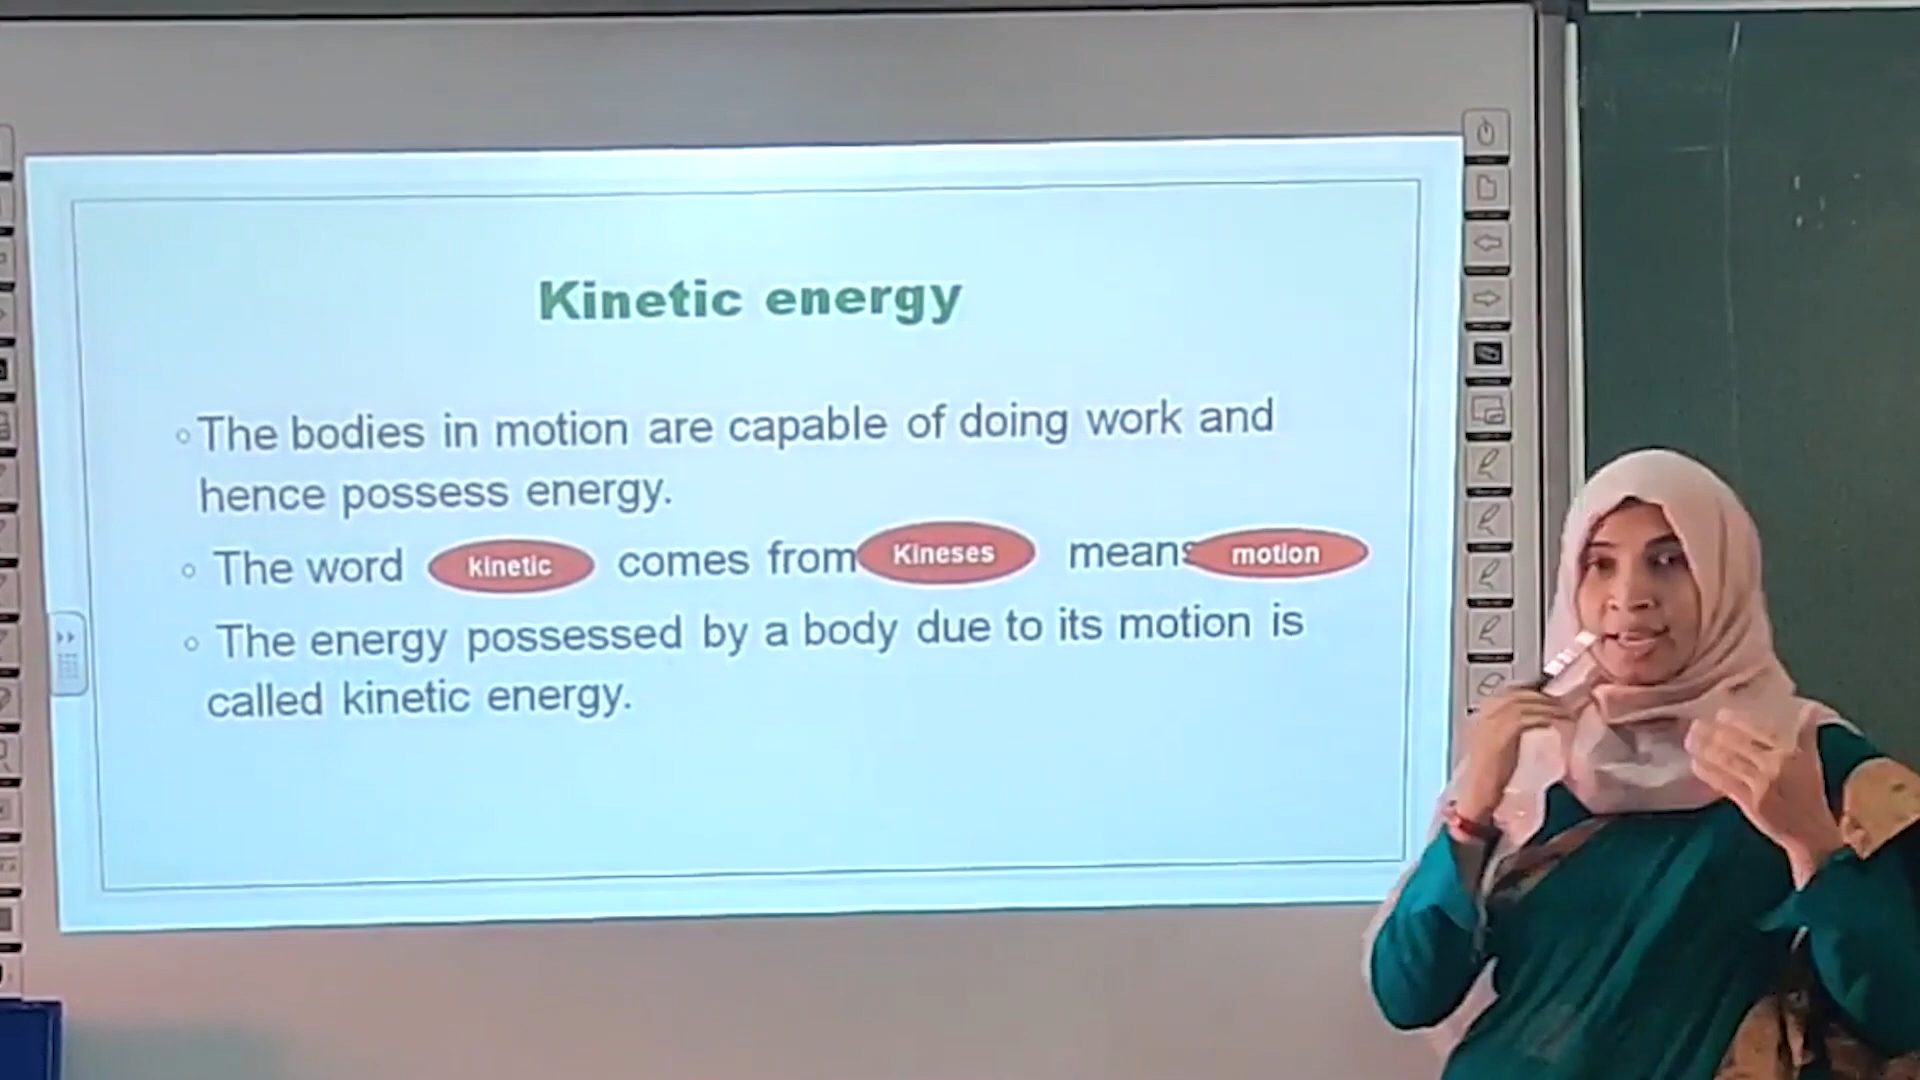 Kinetic energy
The bodies in motion are capable of doing work and
hence possess energy.
The word kinetic comes from Kineses means motion
The energy possessed by a body due to its motion is
called kinetic energy.